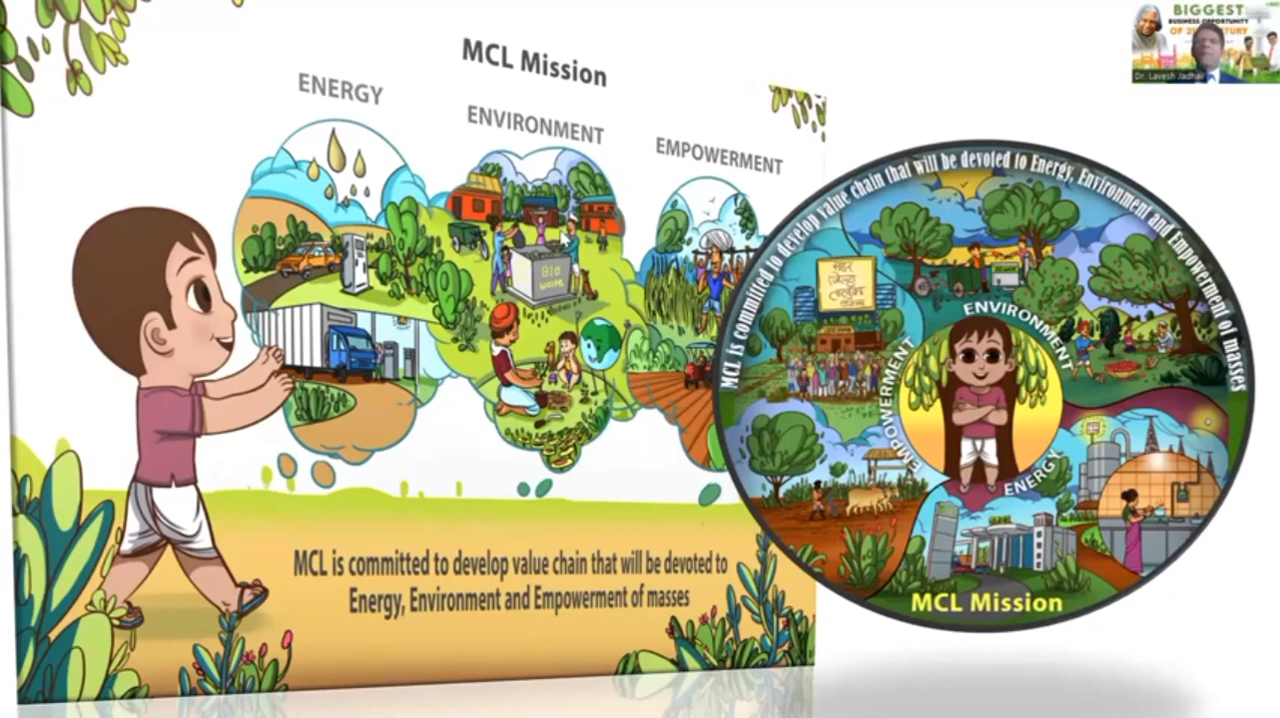 MCL Mission
ENERGY
ENVIRONMENT
EMPOWERMENT
Bio
waste
MCL is committed to develop value chain that will be devoted to
Energy, Environment and Empowerment of masses
MCL is committed to develop value chain that will be devoted to Energy, Environment and Empowerment of masses
ENVIRONMENT
EMPOWERMENT
ENERGY
MCL Mission
BIGGEST
BUSINESS OPPORTUNITY
Dr. Lavesh Jadhav